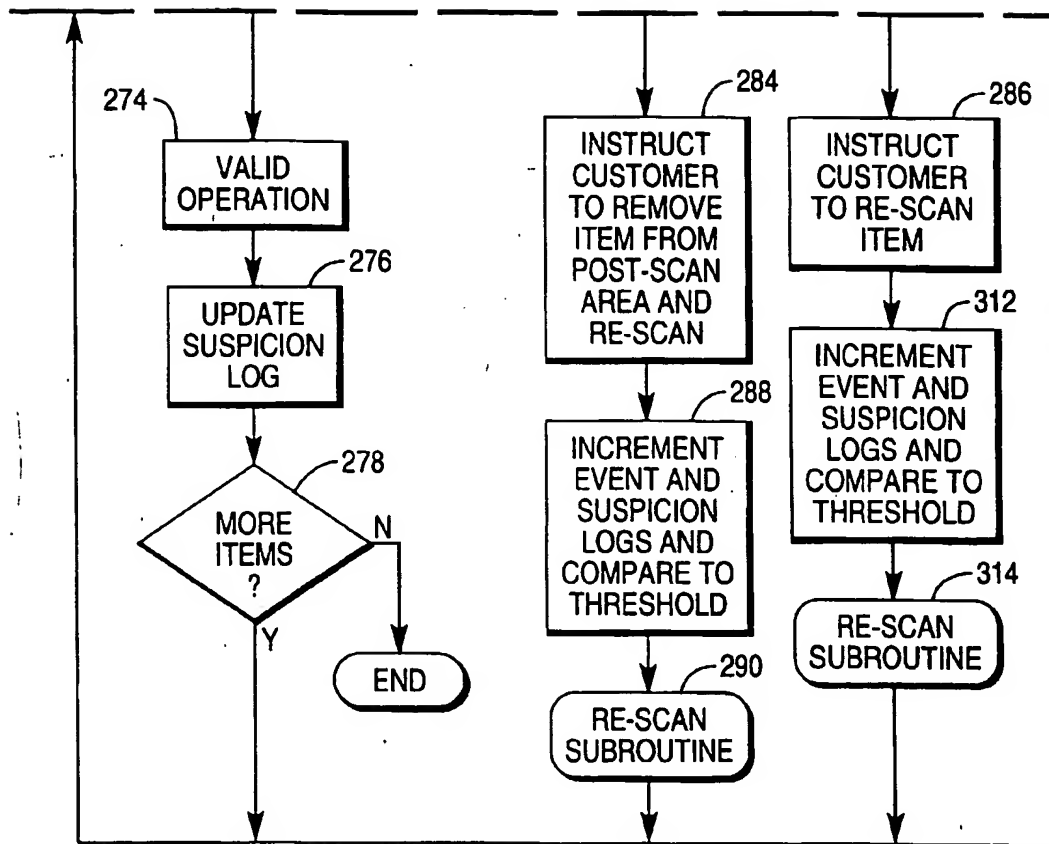 274
VALID
OPERATION
276
UPDATE
SUSPICION
LOG
278
MORE
ITEMS
?
N
Y
END
284
INSTRUCT
CUSTOMER
TO REMOVE
ITEM FROM
POST-SCAN
AREA AND
RE-SCAN
288
INCREMENT
EVENT AND
SUSPICION
LOGS AND
COMPARE TO
THRESHOLD
290
RE-SCAN
SUBROUTINE
286
INSTRUCT
CUSTOMER
TO RE-SCAN
ITEM
312
INCREMENT
EVENT AND
SUSPICION
LOGS AND
COMPARE TO
THRESHOLD
314
RE-SCAN
SUBROUTINE